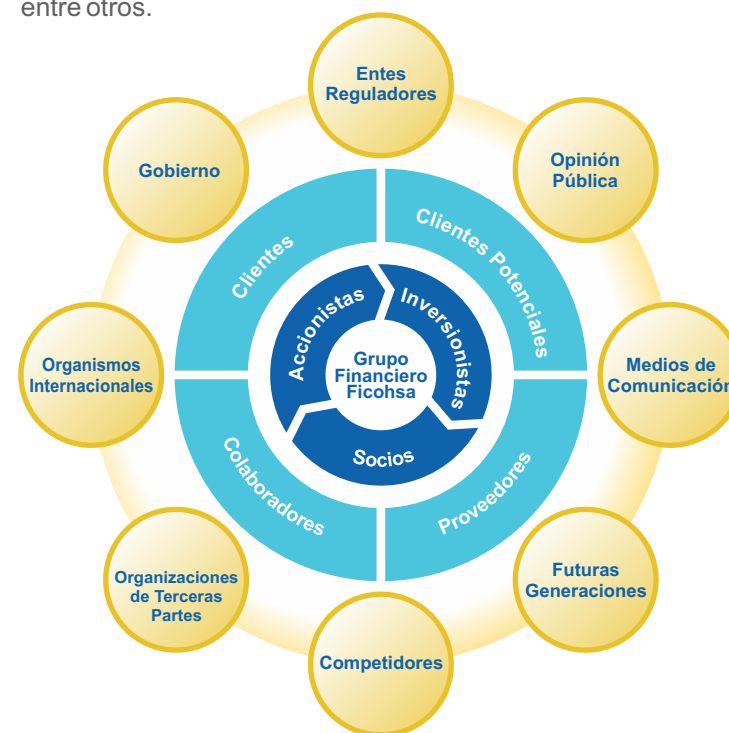 entre otros.
Entes
Reguladores
Gobierno
Opinión
Pública
Clientes
Clientes Potenciales
Accionistas
Inversionistas
Organismos
Internacionales
Grupo
Financiero
Ficohsa
Medios de
Comunicación
Socios
Colaboradores
Proveedores
Organizaciones
de Terceras
Partes
Futuras
Generaciones
Competidores